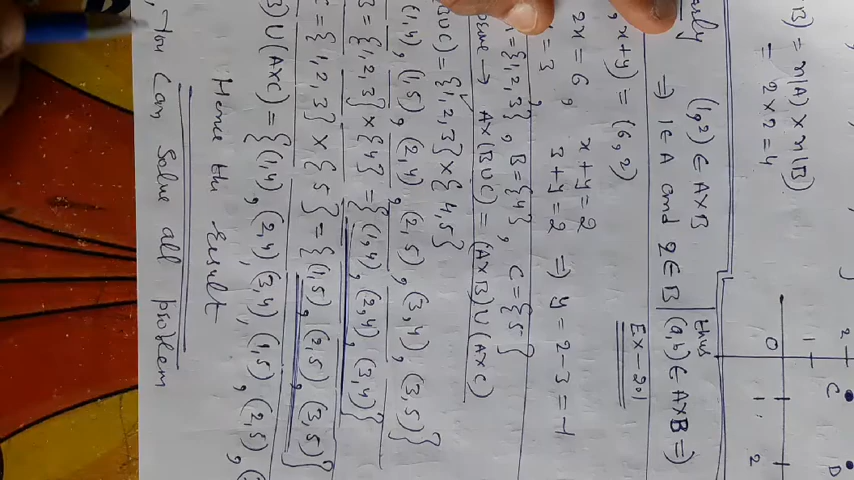 B) = n(A) × n(B)
= 2×2 = 4
2
1
0
1
2
C
D
(1,2) ∈ A×B
⇒ 1∈A and 2∈B
thus
(a,b) ∈ A×B ⇒)
Ex-2.1
, x+y) = (6,2)
2x = 6, x+y=2
= 3, 3+y=2 ⇒ y = 2-3 = -1
= {1,2,3}, B={4}, C={5}
→ A×(B∪C) = (A×B)∪(A×C)
B∪C) = {1,2,3}×{4,5}
(1,4), (1,5), (2,4), (2,5), (3,4), (3,5)}
B = {1,2,3}×{4} = {(1,4), (2,4), (3,4)}
C = {1,2,3}×{5} = {(1,5), (2,5), (3,5)}
B) ∪ (A×C) = {(1,4), (2,4), (3,4), (1,5), (2,5),
Hence the result
You Can Solve all problem